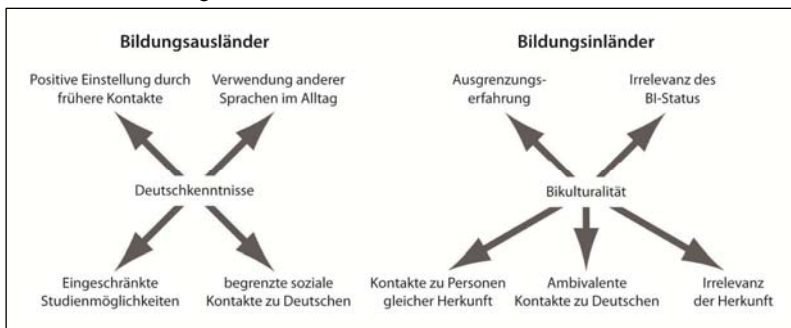 Bildungsausländer
Positive Einstellung durch
frühere Kontakte
Verwendung anderer
Sprachen im Alltag
Deutschkenntnisse
Eingeschränkte
Studienmöglichkeiten
begrenzte soziale
Kontakte zu Deutschen
Bildungsinländer
Ausgrenzungs-
erfahrung
Irrelevanz des
BI-Status
Bikulturalität
Kontakte zu Personen
gleicher Herkunft
Ambivalente
Kontakte zu Deutschen
Irrelevanz
der Herkunft